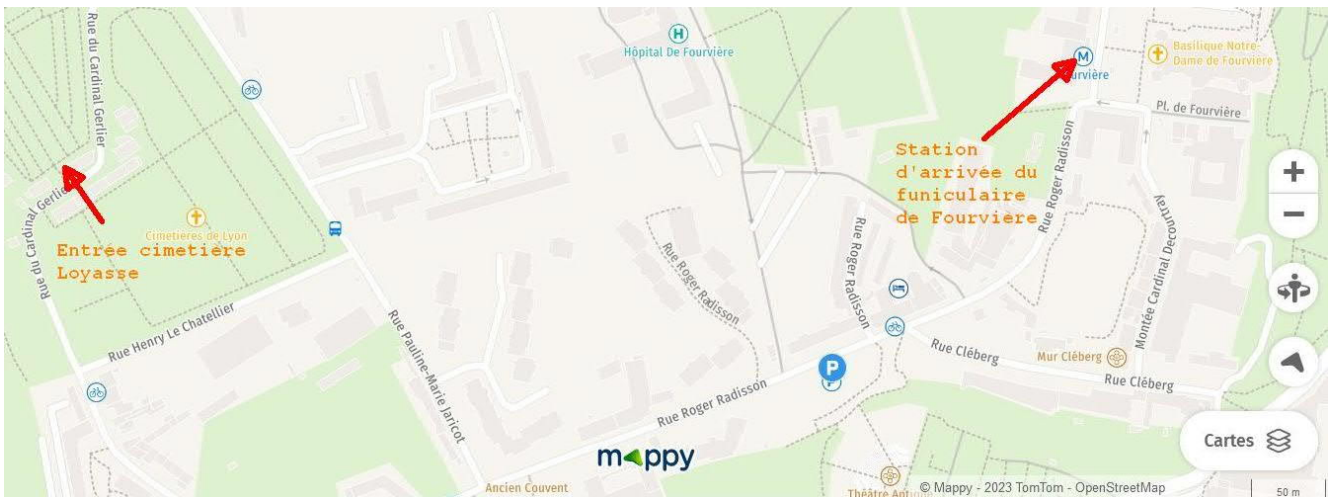 Rue du Cardinal Gerlier
H
Hôpital De Fourvière
M
Fourvière
Basilique Notre-
Dame de Fourvière
Pl. de Fourvière
Station
d'arrivée du
funiculaire
de Fourvière
Rue Roger Radisson
Montée Cardinal Decourtray
Rue du Cardinal Gerlier
Cimetières de Lyon
Entrée cimetière
Loyasse
Rue Henry Le Chatellier
Rue Pauline-Marie Jaricot
Rue Roger Radisson
Rue Roger Radisson
Rue Cléberg
Mur Cléberg
Rue Cléberg
P
Rue Roger Radisson
Cartes
mappy
Ancien Couvent
Théâtre Antique
© Mappy - 2023 TomTom - OpenStreetMap
50 m